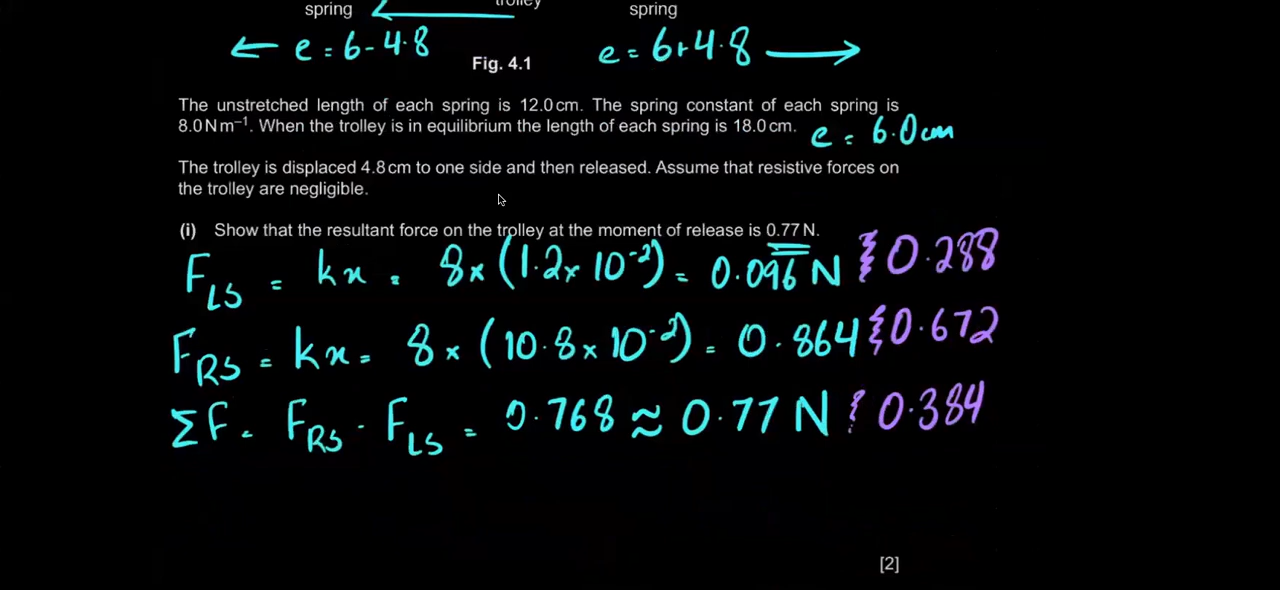 spring trolley spring
← e = 6 - 4.8 e = 6+4.8 →
Fig. 4.1
The unstretched length of each spring is 12.0 cm. The spring constant of each spring is
8.0 N m⁻¹. When the trolley is in equilibrium the length of each spring is 18.0 cm. e = 6.0cm
The trolley is displaced 4.8 cm to one side and then released. Assume that resistive forces on
the trolley are negligible.
(i) Show that the resultant force on the trolley at the moment of release is 0.77 N.
F_LS = kx = 8 × (1.2 × 10⁻²) = 0.096 N 0.288
F_RS = kx = 8 × (10.8 × 10⁻²) = 0.864 0.672
ΣF = F_RS - F_LS = 0.768 ≈ 0.77 N 0.384
[2]